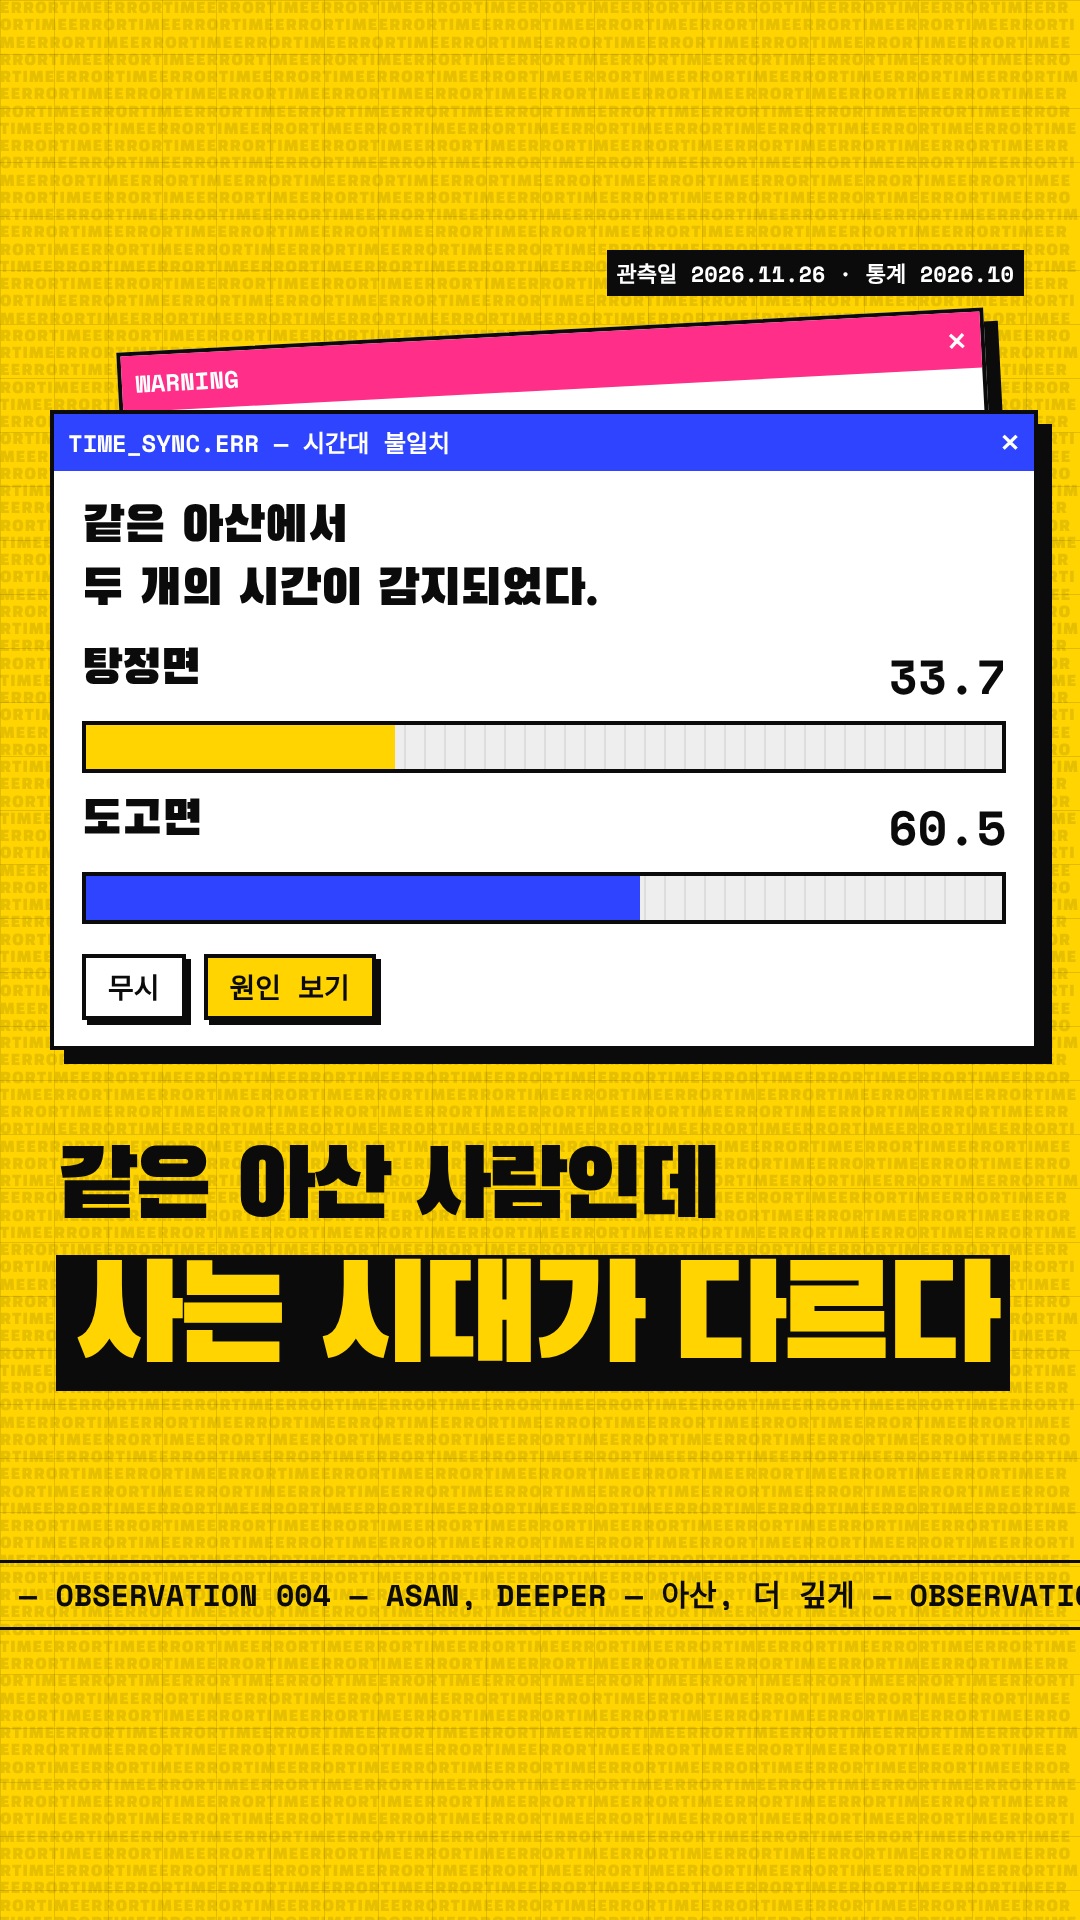 관측일 2026.11.26 · 통계 2026.10
WARNING ×
TIME_SYNC.ERR — 시간대 불일치 ×
같은 아산에서
두 개의 시간이 감지되었다.
탕정면 33.7
도고면 60.5
무시 원인 보기
같은 아산 사람인데
사는 시대가 다르다
— OBSERVATION 004 — ASAN, DEEPER — 아산, 더 깊게 — OBSERVATIO